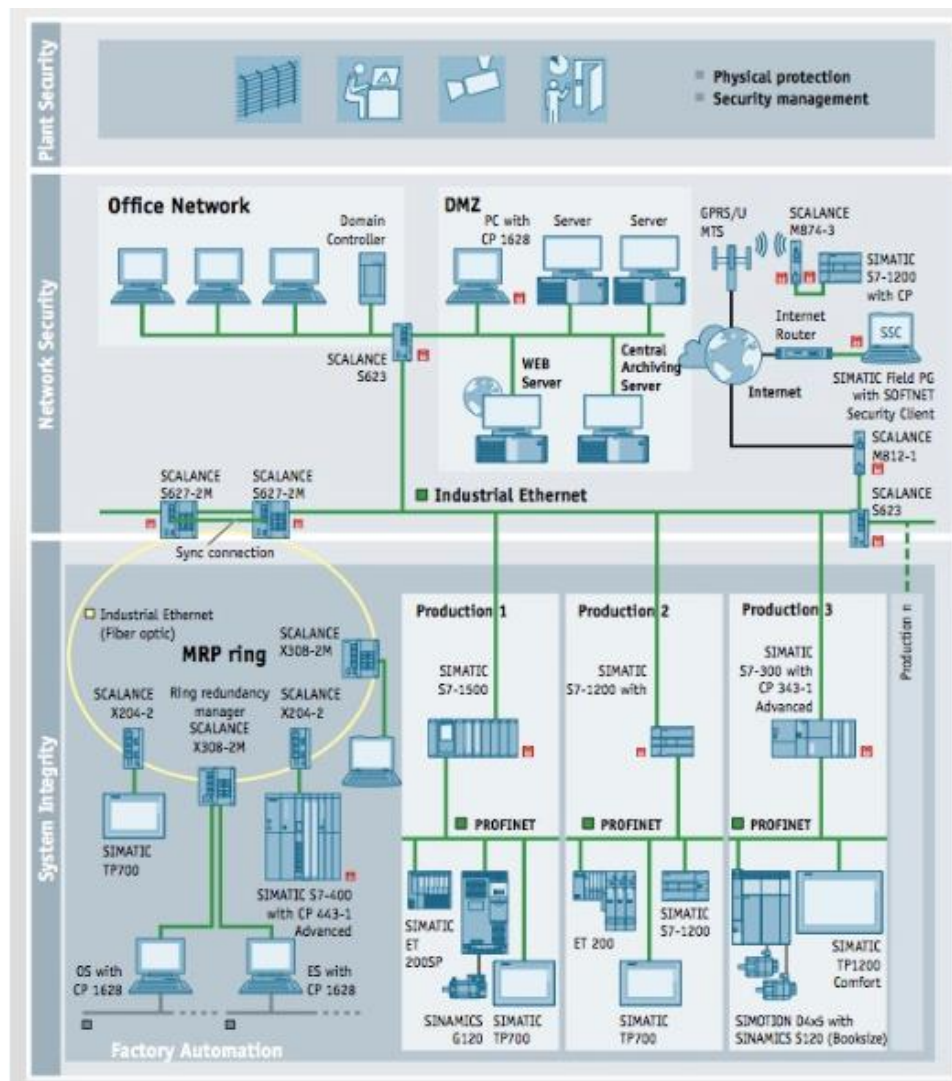 Plant Security
Physical protection
Security management
Network Security
Office Network
Domain
Controller
SCALANCE
S623
DMZ
PC with
CP 1628
Server
Server
WEB
Server
Central
Archiving
Server
GPRS/U
MTS
SCALANCE
M874-3
SIMATIC
S7-1200
with CP
Internet
Router
SSC
Internet
SIMATIC Field PG
with SOFTNET
Security Client
SCALANCE
M812-1
SCALANCE
S623
SCALANCE
S627-2M
SCALANCE
S627-2M
Sync connection
Industrial Ethernet
System Integrity
Industrial Ethernet
(Fiber optic)
MRP ring
SCALANCE
X308-2M
SCALANCE
X204-2
Ring redundancy
manager
SCALANCE
X308-2M
SCALANCE
X204-2
SIMATIC
TP700
SIMATIC S7-400
with CP 443-1
Advanced
OS with
CP 1628
ES with
CP 1628
Factory Automation
Production 1
SIMATIC
S7-1500
PROFINET
SIMATIC
ET
200SP
SINAMICS
G120
SIMATIC
TP700
Production 2
SIMATIC
S7-1200 with
PROFINET
ET 200
SIMATIC
S7-1200
SIMATIC
TP700
Production 3
SIMATIC
S7-300 with
CP 343-1
Advanced
PROFINET
SIMATIC
TP1200
Comfort
SIMOTION D4x5 with
SINAMICS S120 (Booksize)
Production n